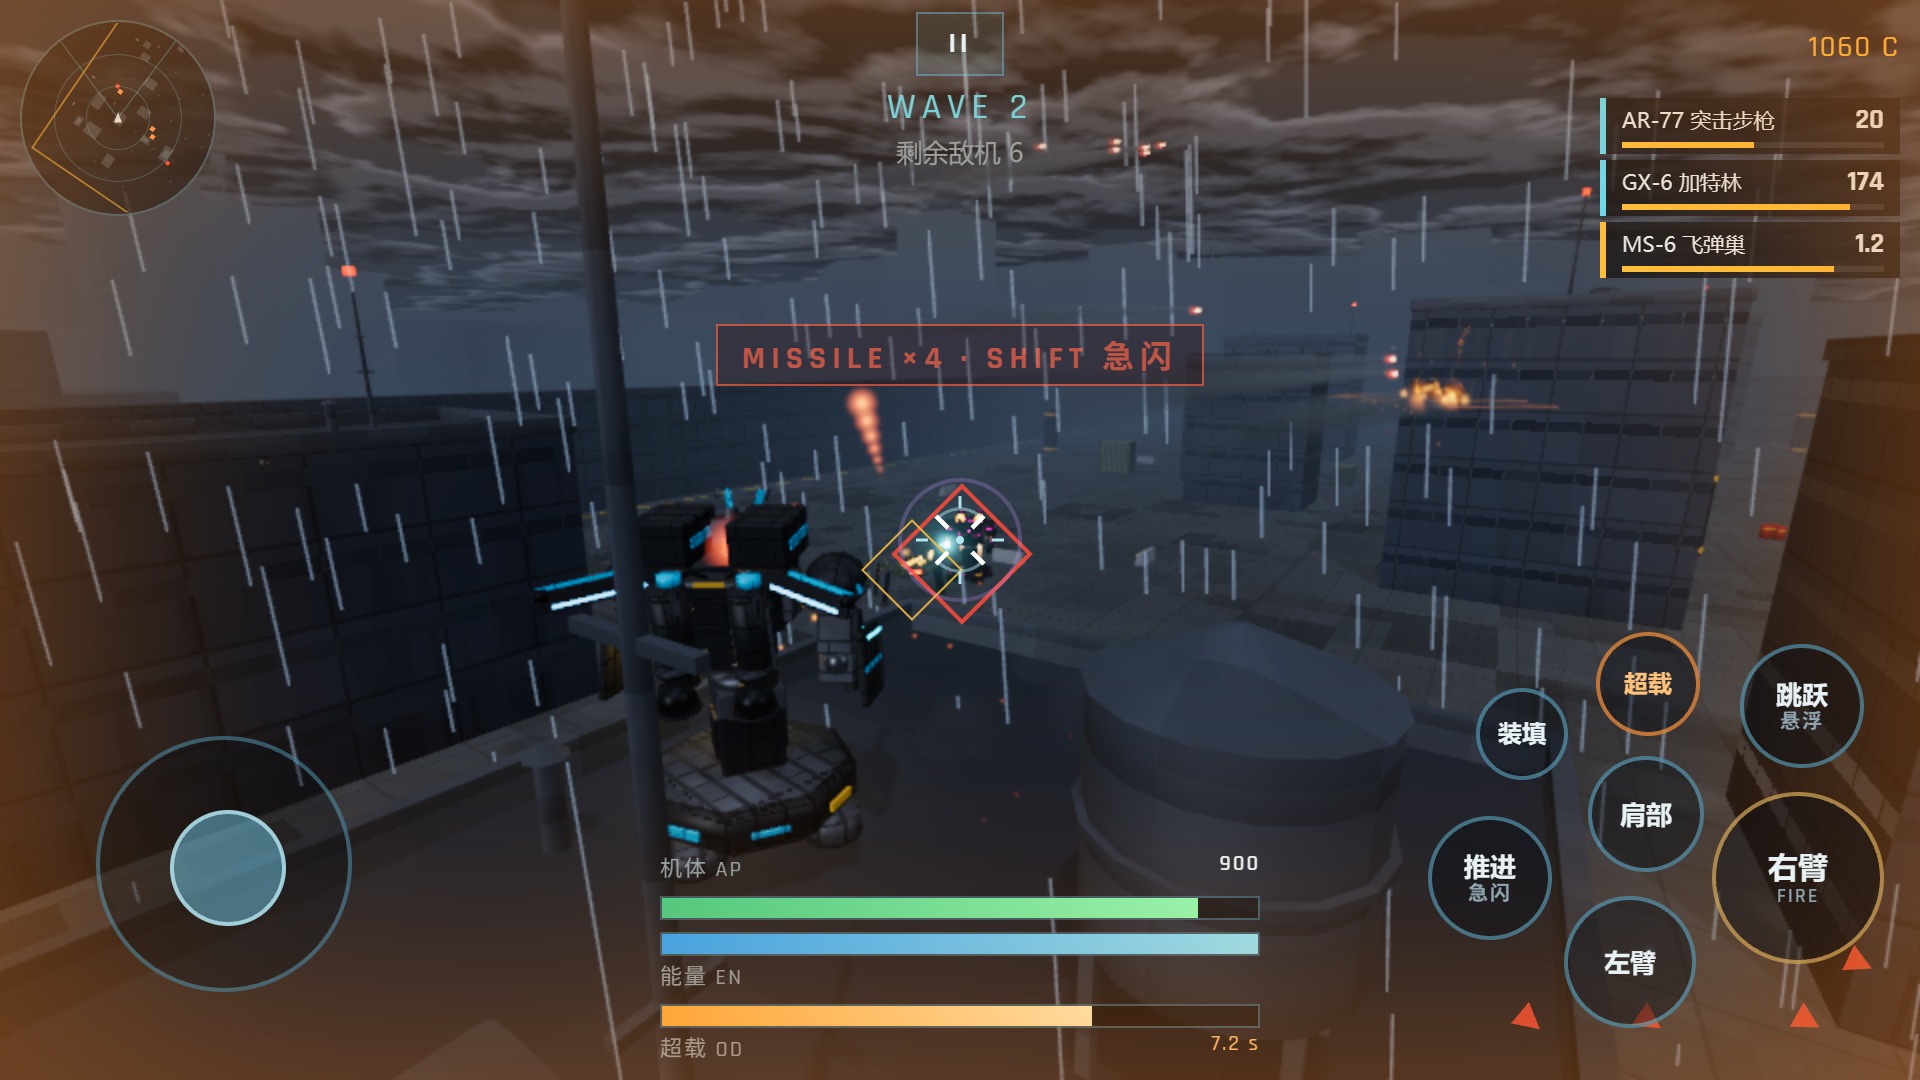 WAVE 2
剩余敌机 6
1060 C
AR-77 突击步枪 20
GX-6 加特林 174
MS-6 飞弹巢 1.2
MISSILE ×4 · SHIFT 急闪
超载
跳跃
悬浮
装填
肩部
推进
急闪
右臂
FIRE
左臂
机体 AP 900
能量 EN
超载 OD 7.2 s